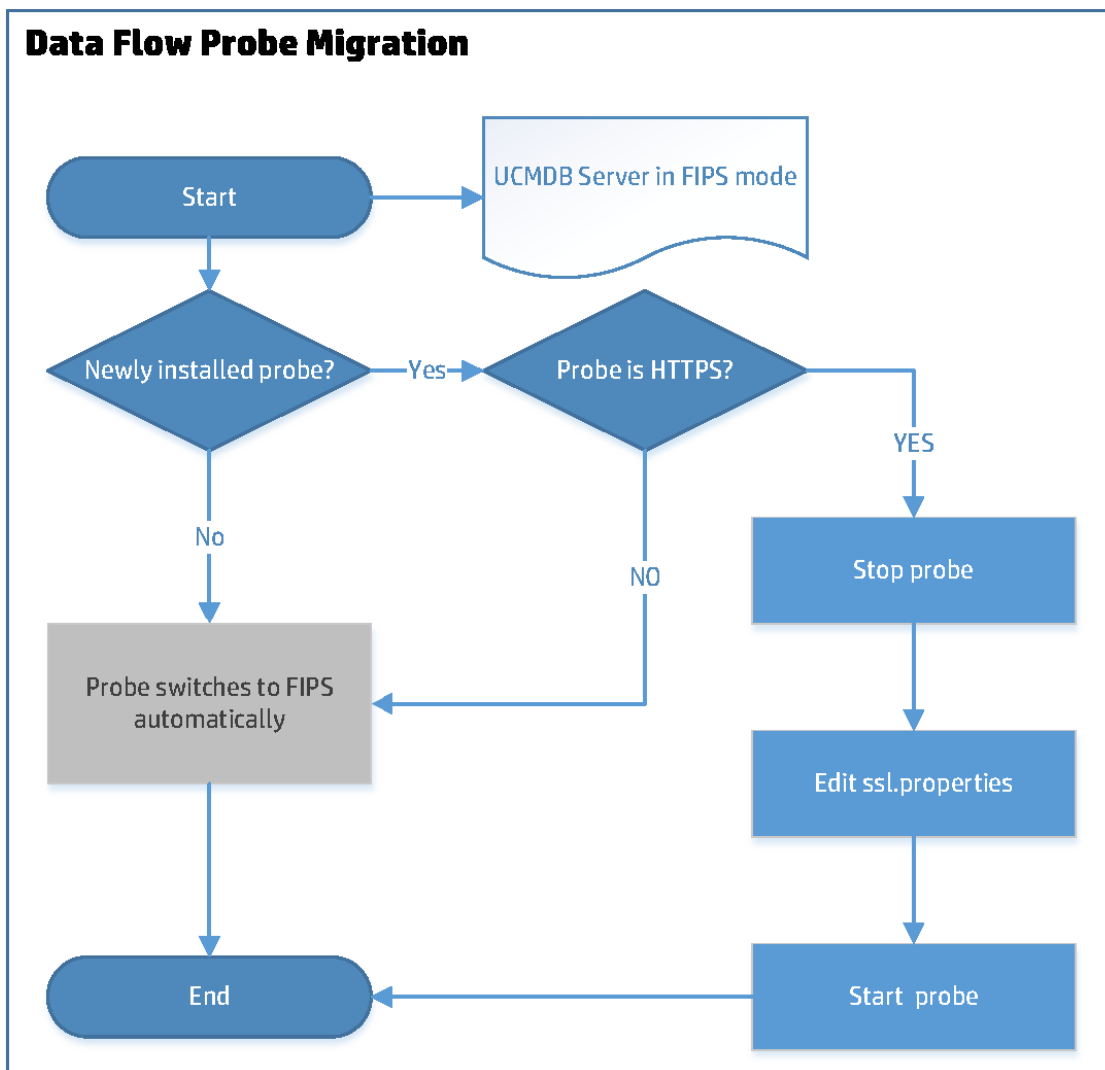 Data Flow Probe Migration
Start
UCMDB Server in FIPS mode
Newly installed probe?
Yes
Probe is HTTPS?
YES
No
NO
Stop probe
Probe switches to FIPS
automatically
Edit ssl.properties
End
Start probe